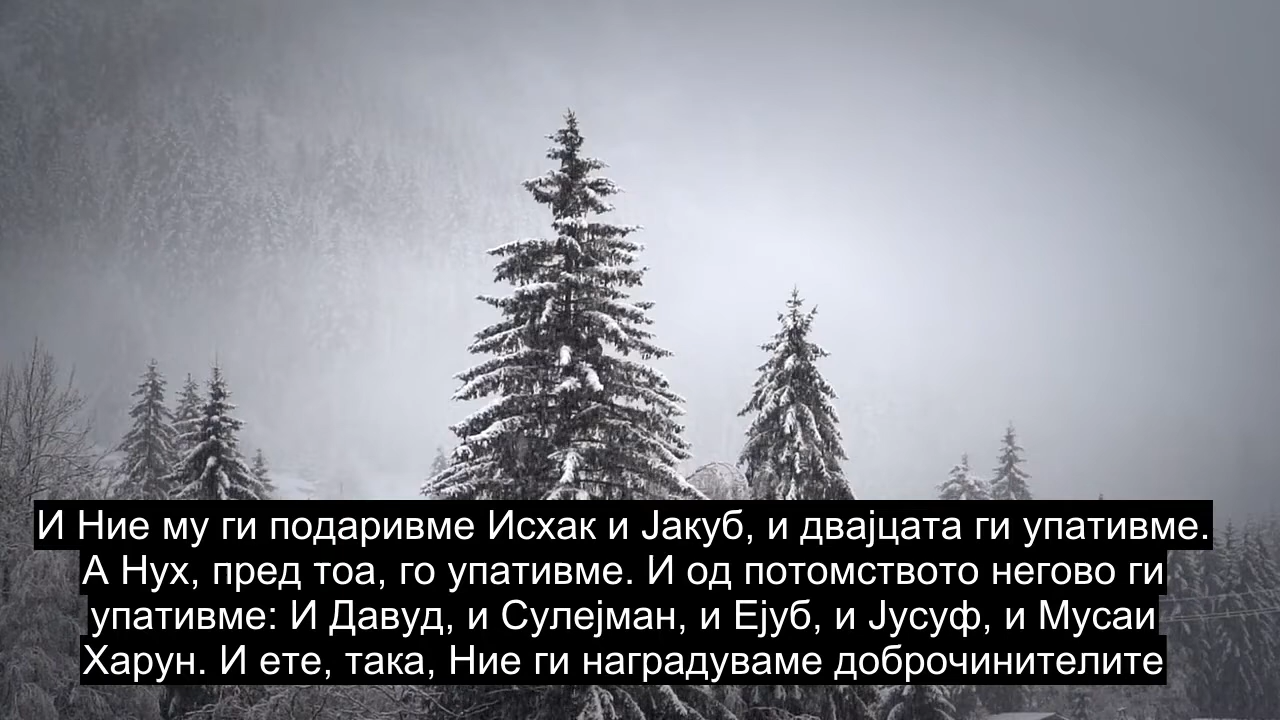 И Ние му ги подаривме Исхак и Јакуб, и двајцата ги упативме.
А Нух, пред тоа, го упативме. И од потомството негово ги
упативме: И Давуд, и Сулејман, и Ејуб, и Јусуф, и Мусаи
Харун. И ете, така, Ние ги наградуваме доброчинителите